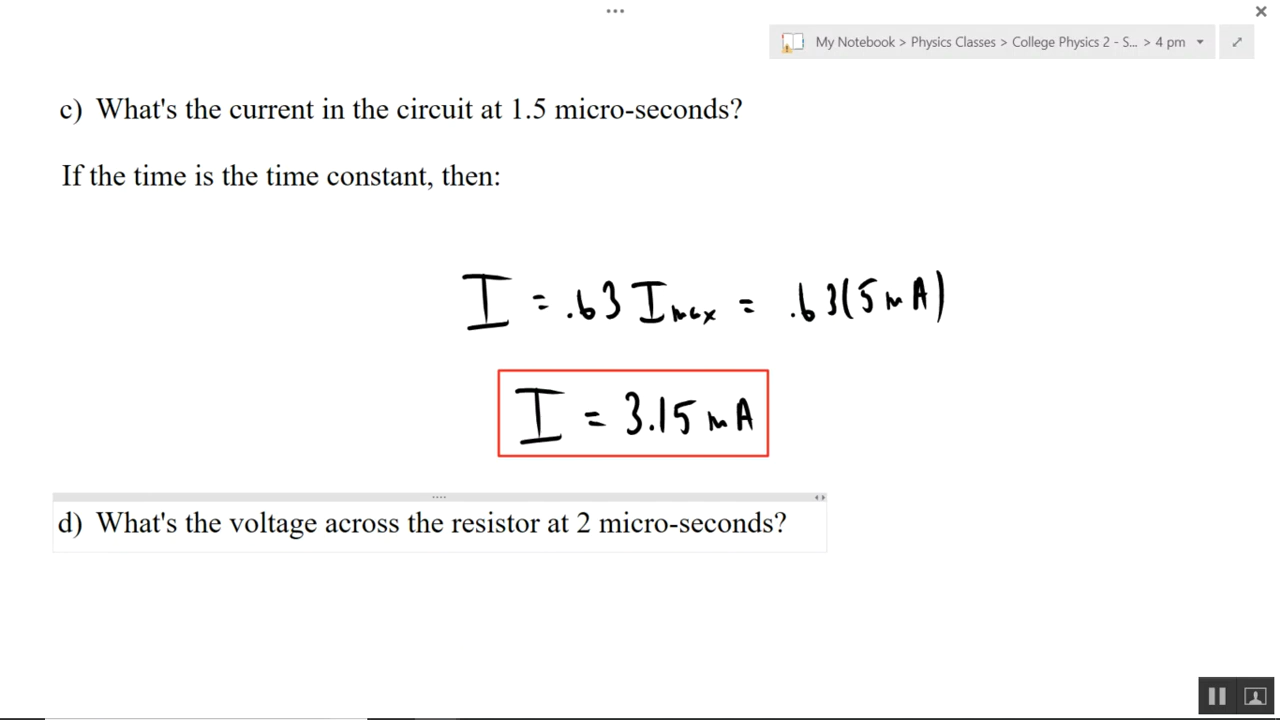 My Notebook > Physics Classes > College Physics 2 - S... > 4 pm
c) What's the current in the circuit at 1.5 micro-seconds?
If the time is the time constant, then:
I = .63 Imax = .63(5mA)
I = 3.15mA
d) What's the voltage across the resistor at 2 micro-seconds?